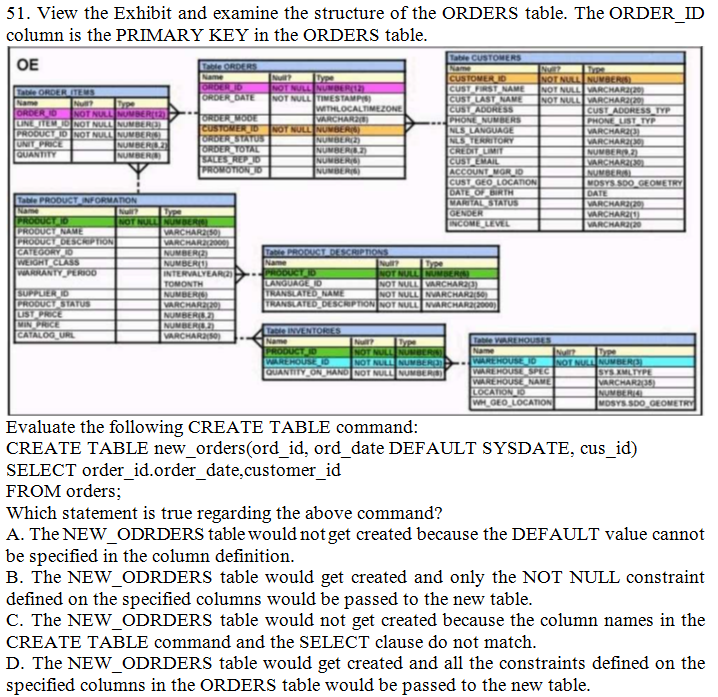 51. View the Exhibit and examine the structure of the ORDERS table. The ORDER_ID
column is the PRIMARY KEY in the ORDERS table.
OE
Table ORDER_ITEMS
Name Null? Type
ORDER_ID NOT NULL NUMBER(12)
LINE_ITEM_ID NOT NULL NUMBER(3)
PRODUCT_ID NOT NULL NUMBER(6)
UNIT_PRICE NUMBER(8,2)
QUANTITY NUMBER(8)
Table ORDERS
Name Null? Type
ORDER_ID NOT NULL NUMBER(12)
ORDER_DATE NOT NULL TIMESTAMP(6)
WITHLOCALTIMEZONE
ORDER_MODE VARCHAR2(8)
CUSTOMER_ID NOT NULL NUMBER(6)
ORDER_STATUS NUMBER(2)
ORDER_TOTAL NUMBER(8,2)
SALES_REP_ID NUMBER(6)
PROMOTION_ID NUMBER(6)
Table CUSTOMERS
Name Null? Type
CUSTOMER_ID NOT NULL NUMBER(6)
CUST_FIRST_NAME NOT NULL VARCHAR2(20)
CUST_LAST_NAME NOT NULL VARCHAR2(20)
CUST_ADDRESS CUST_ADDRESS_TYP
PHONE_NUMBERS PHONE_LIST_TYP
NLS_LANGUAGE VARCHAR2(3)
NLS_TERRITORY VARCHAR2(30)
CREDIT_LIMIT NUMBER(9,2)
CUST_EMAIL VARCHAR2(30)
ACCOUNT_MGR_ID NUMBER(6)
CUST_GEO_LOCATION MDSYS.SDO_GEOMETRY
DATE_OF_BIRTH DATE
MARITAL_STATUS VARCHAR2(20)
GENDER VARCHAR2(1)
INCOME_LEVEL VARCHAR2(20
Table PRODUCT_INFORMATION
Name Null? Type
PRODUCT_ID NOT NULL NUMBER(6)
PRODUCT_NAME VARCHAR2(50)
PRODUCT_DESCRIPTION VARCHAR2(2000)
CATEGORY_ID NUMBER(2)
WEIGHT_CLASS NUMBER(1)
WARRANTY_PERIOD INTERVALYEAR(2)
TOMONTH
SUPPLIER_ID NUMBER(6)
PRODUCT_STATUS VARCHAR2(20)
LIST_PRICE NUMBER(8,2)
MIN_PRICE NUMBER(8,2)
CATALOG_URL VARCHAR2(50)
Table PRODUCT_DESCRIPTIONS
Name Null? Type
PRODUCT_ID NOT NULL NUMBER(6)
LANGUAGE_ID NOT NULL VARCHAR2(3)
TRANSLATED_NAME NOT NULL NVARCHAR2(50)
TRANSLATED_DESCRIPTION NOT NULL NVARCHAR2(2000)
Table INVENTORIES
Name Null? Type
PRODUCT_ID NOT NULL NUMBER(6)
WAREHOUSE_ID NOT NULL NUMBER(3)
QUANTITY_ON_HAND NOT NULL NUMBER(8)
Table WAREHOUSES
Name Null? Type
WAREHOUSE_ID NOT NULL NUMBER(3)
WAREHOUSE_SPEC SYS.XMLTYPE
WAREHOUSE_NAME VARCHAR2(35)
LOCATION_ID NUMBER(4)
WH_GEO_LOCATION MDSYS.SDO_GEOMETRY
Evaluate the following CREATE TABLE command:
CREATE TABLE new_orders(ord_id, ord_date DEFAULT SYSDATE, cus_id)
SELECT order_id.order_date,customer_id
FROM orders;
Which statement is true regarding the above command?
A. The NEW_ODRDERS table would not get created because the DEFAULT value cannot
be specified in the column definition.
B. The NEW_ODRDERS table would get created and only the NOT NULL constraint
defined on the specified columns would be passed to the new table.
C. The NEW_ODRDERS table would not get created because the column names in the
CREATE TABLE command and the SELECT clause do not match.
D. The NEW_ODRDERS table would get created and all the constraints defined on the
specified columns in the ORDERS table would be passed to the new table.